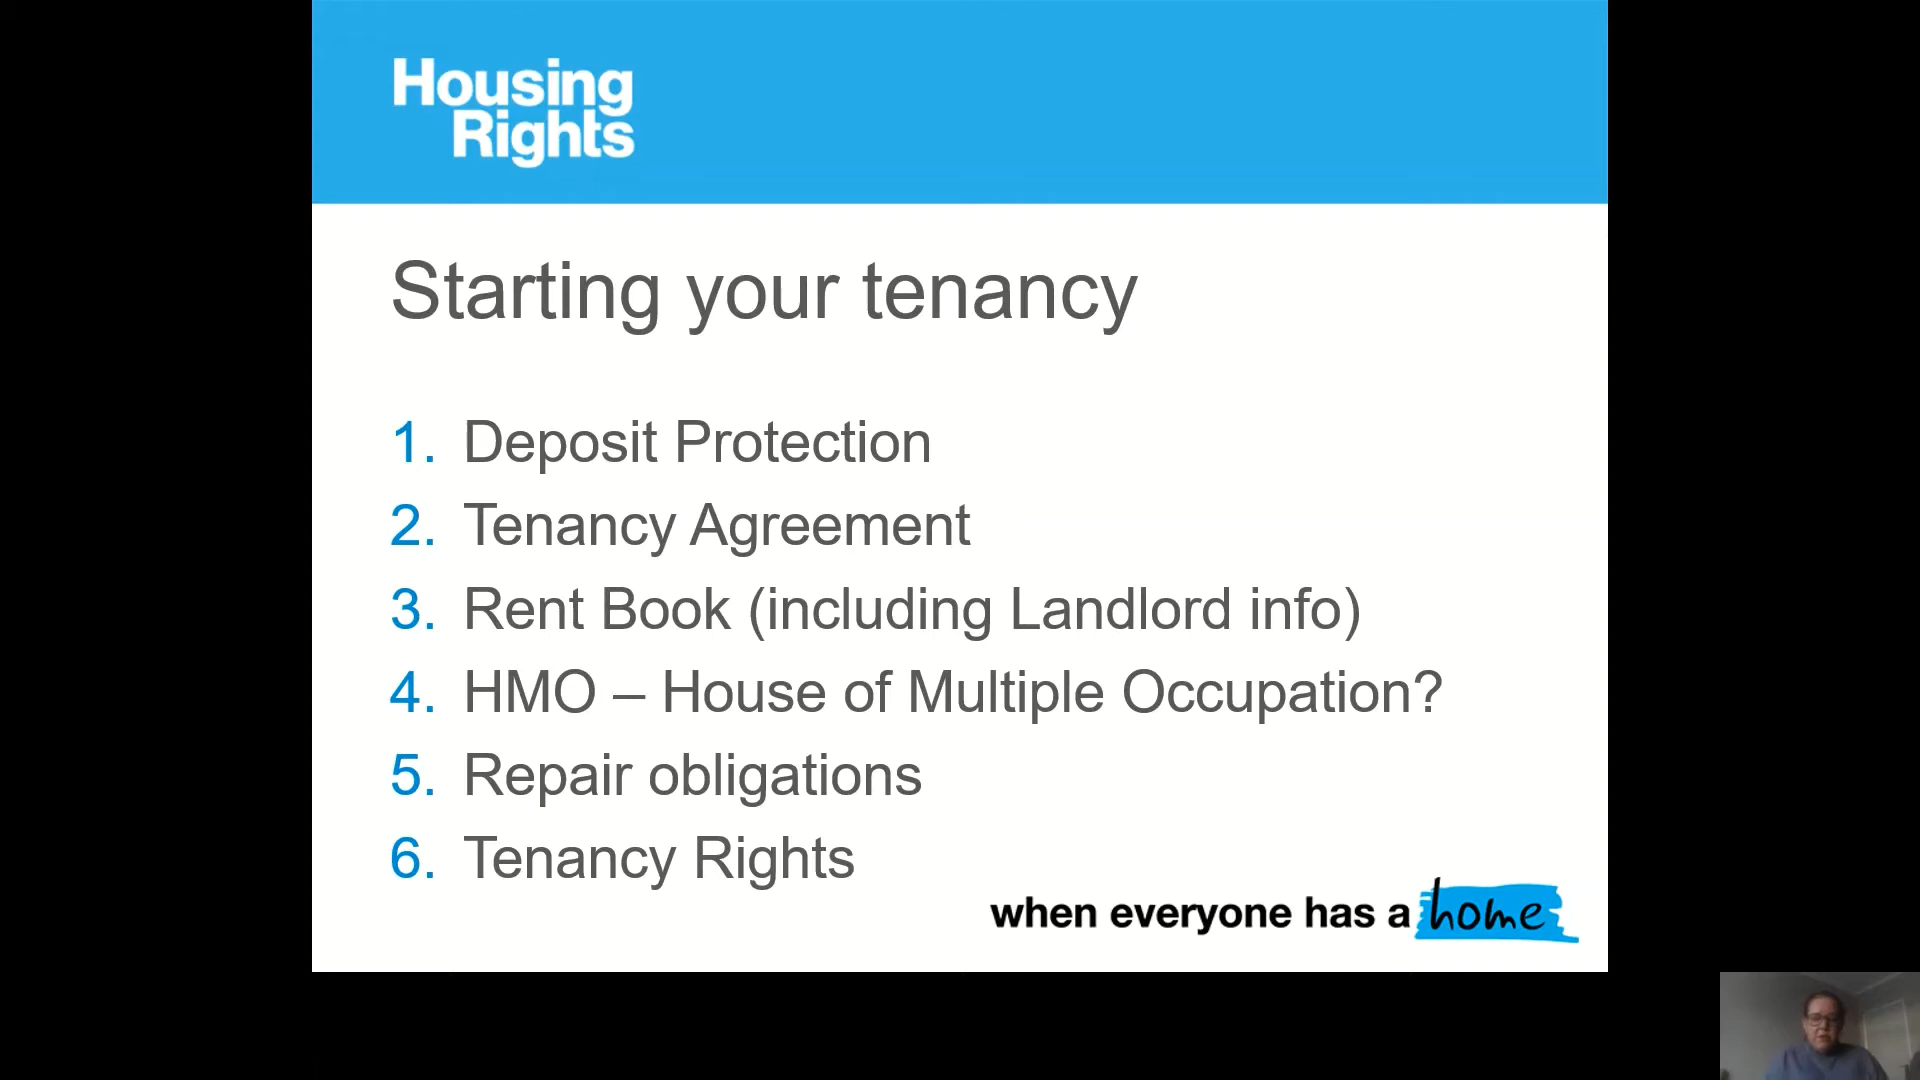 Housing
Rights
Starting your tenancy
1. Deposit Protection
2. Tenancy Agreement
3. Rent Book (including Landlord info)
4. HMO – House of Multiple Occupation?
5. Repair obligations
6. Tenancy Rights
when everyone has a home